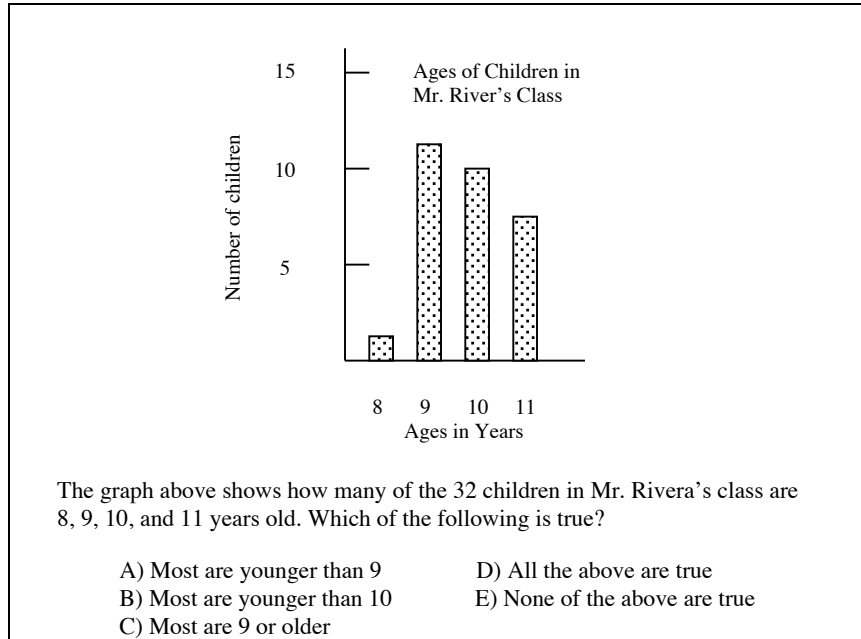 Ages of Children in
Mr. River's Class
15
10
5
Number of children
8 9 10 11
Ages in Years
The graph above shows how many of the 32 children in Mr. Rivera's class are
8, 9, 10, and 11 years old. Which of the following is true?
A) Most are younger than 9
B) Most are younger than 10
C) Most are 9 or older
D) All the above are true
E) None of the above are true